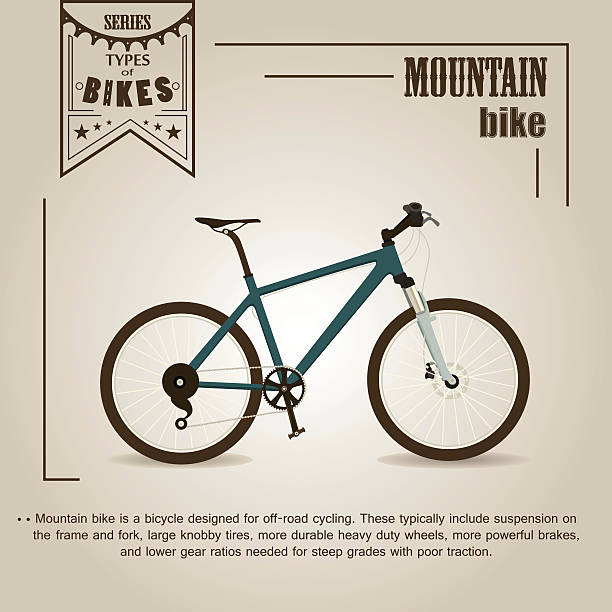 SERIES
TYPES
of
BIKES
MOUNTAIN
bike
• • Mountain bike is a bicycle designed for off-road cycling. These typically include suspension on
the frame and fork, large knobby tires, more durable heavy duty wheels, more powerful brakes,
and lower gear ratios needed for steep grades with poor traction.